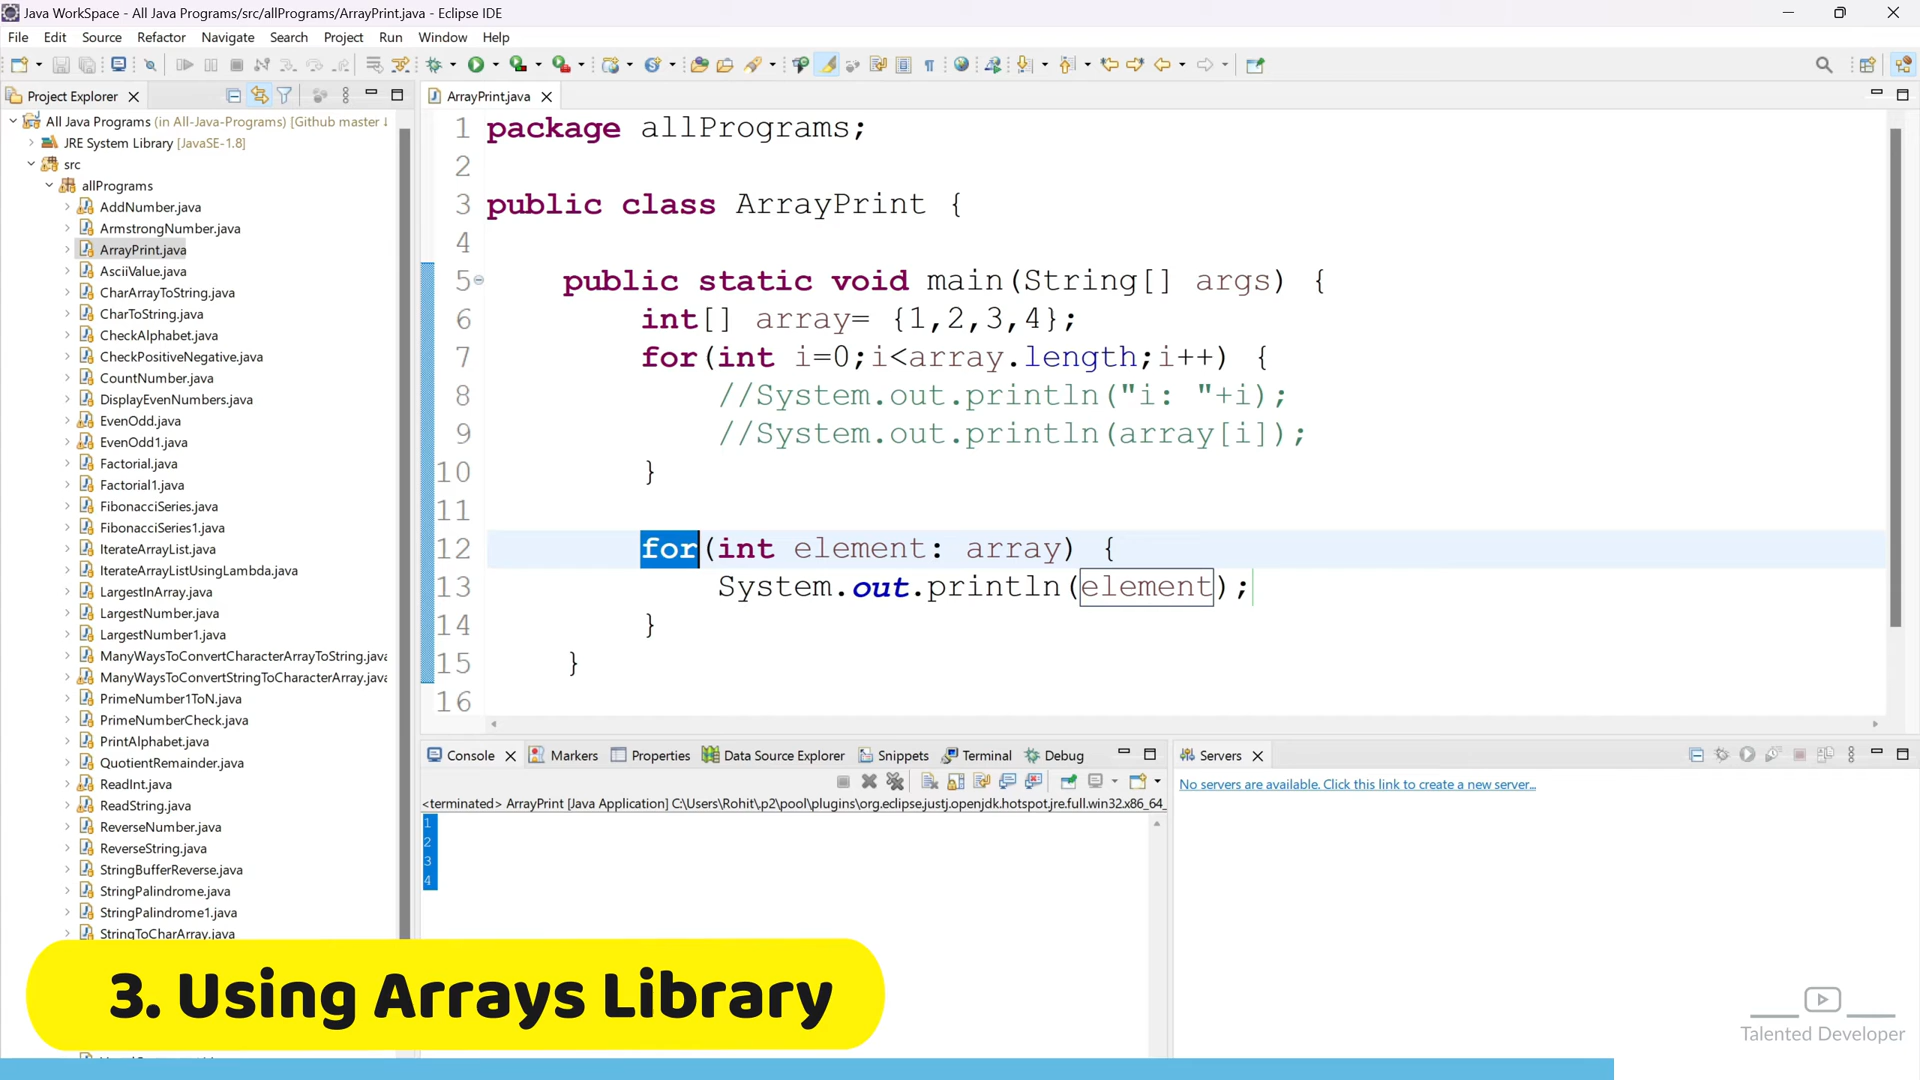 Java WorkSpace - All Java Programs/src/allPrograms/ArrayPrint.java - Eclipse IDE
File Edit Source Refactor Navigate Search Project Run Window Help
Project Explorer
All Java Programs (in All-Java-Programs) [Github master
JRE System Library [JavaSE-1.8]
src
allPrograms
AddNumber.java
ArmstrongNumber.java
ArrayPrint.java
AsciiValue.java
CharArrayToString.java
CharToString.java
CheckAlphabet.java
CheckPositiveNegative.java
CountNumber.java
DisplayEvenNumbers.java
EvenOdd.java
EvenOdd1.java
Factorial.java
Factorial1.java
FibonacciSeries.java
FibonacciSeries1.java
IterateArrayList.java
IterateArrayListUsingLambda.java
LargestInArray.java
LargestNumber.java
LargestNumber1.java
ManyWaysToConvertCharacterArrayToString.java
ManyWaysToConvertStringToCharacterArray.java
PrimeNumber1ToN.java
PrimeNumberCheck.java
PrintAlphabet.java
QuotientRemainder.java
ReadInt.java
ReadString.java
ReverseNumber.java
ReverseString.java
StringBufferReverse.java
StringPalindrome.java
StringPalindrome1.java
StringToCharArray.java
ArrayPrint.java
1 package allPrograms;
2
3 public class ArrayPrint {
4
5 public static void main(String[] args) {
6 int[] array= {1,2,3,4};
7 for(int i=0;i<array.length;i++) {
8 //System.out.println("i: "+i);
9 //System.out.println(array[i]);
10 }
11
12 for(int element: array) {
13 System.out.println(element);
14 }
15 }
16
Console Markers Properties Data Source Explorer Snippets Terminal Debug
<terminated> ArrayPrint [Java Application] C:\Users\Rohit\.p2\pool\plugins\org.eclipse.justj.openjdk.hotspot.jre.full.win32.x86_64_
1
2
3
4
Servers
No servers are available. Click this link to create a new server...
3. Using Arrays Library
Talented Developer